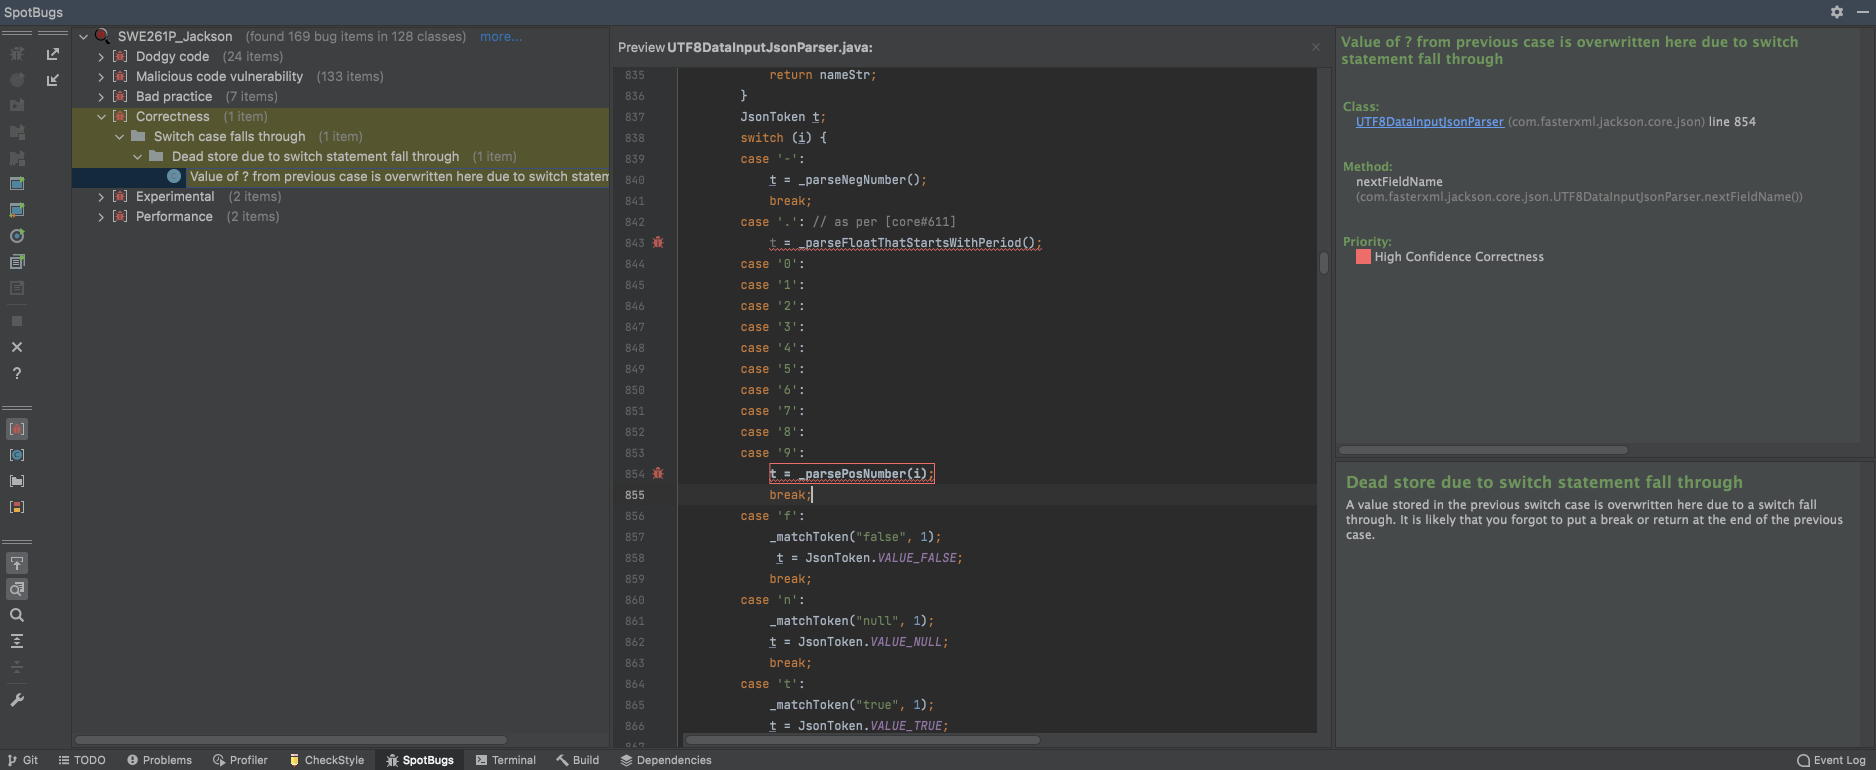 SpotBugs
SWE261P_Jackson (found 169 bug items in 128 classes) more...
Dodgy code (24 items)
Malicious code vulnerability (133 items)
Bad practice (7 items)
Correctness (1 item)
Switch case falls through (1 item)
Dead store due to switch statement fall through (1 item)
Value of ? from previous case is overwritten here due to switch statem
Experimental (2 items)
Performance (2 items)
Preview UTF8DataInputJsonParser.java:
835 return nameStr;
836 }
837 JsonToken t;
838 switch (i) {
839 case '-':
840 t = _parseNegNumber();
841 break;
842 case '.': // as per [core#611]
843 t = _parseFloatThatStartsWithPeriod();
844 case '0':
845 case '1':
846 case '2':
847 case '3':
848 case '4':
849 case '5':
850 case '6':
851 case '7':
852 case '8':
853 case '9':
854 t = _parsePosNumber(i);
855 break;
856 case 'f':
857 _matchToken("false", 1);
858 t = JsonToken.VALUE_FALSE;
859 break;
860 case 'n':
861 _matchToken("null", 1);
862 t = JsonToken.VALUE_NULL;
863 break;
864 case 't':
865 _matchToken("true", 1);
866 t = JsonToken.VALUE_TRUE;
867
Value of ? from previous case is overwritten here due to switch
statement fall through
Class:
UTF8DataInputJsonParser (com.fasterxml.jackson.core.json) line 854
Method:
nextFieldName
(com.fasterxml.jackson.core.json.UTF8DataInputJsonParser.nextFieldName())
Priority:
High Confidence Correctness
Dead store due to switch statement fall through
A value stored in the previous switch case is overwritten here due to a switch fall
through. It is likely that you forgot to put a break or return at the end of the previous
case.
Git TODO Problems Profiler CheckStyle SpotBugs Terminal Build Dependencies Event Log